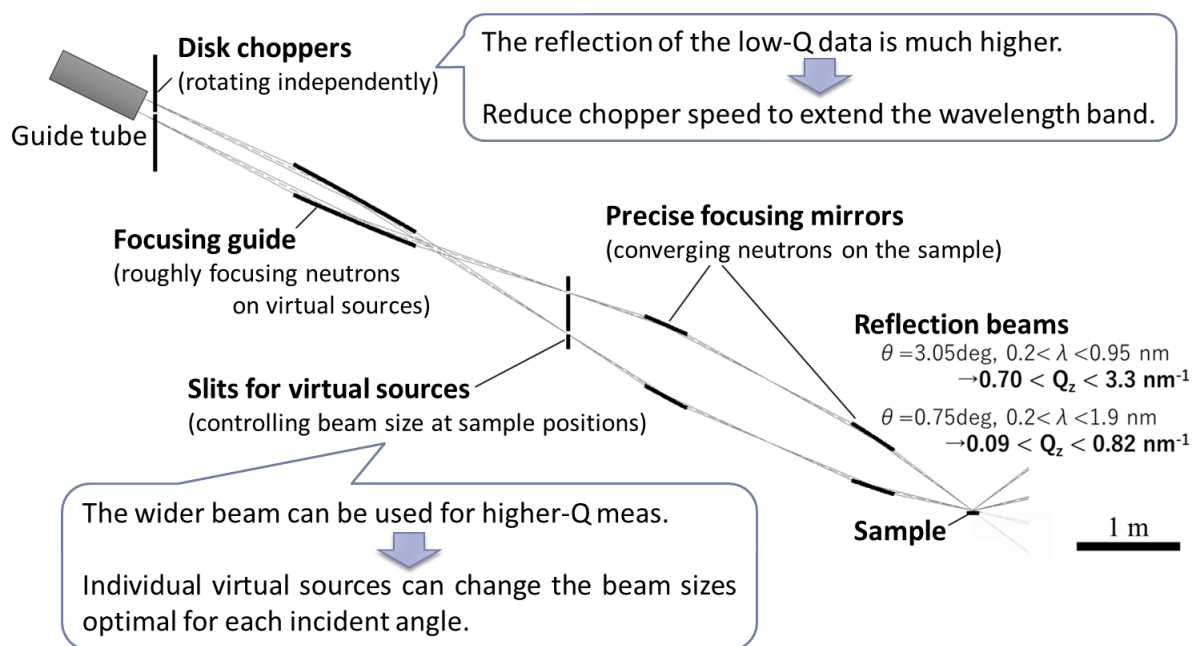 Disk choppers
(rotating independently)
The reflection of the low-Q data is much higher.
Reduce chopper speed to extend the wavelength band.
Guide tube
Focusing guide
(roughly focusing neutrons
on virtual sources)
Precise focusing mirrors
(converging neutrons on the sample)
Reflection beams
θ =3.05deg, 0.2< λ <0.95 nm
→0.70 < Qz < 3.3 nm-1
θ =0.75deg, 0.2< λ <1.9 nm
→0.09 < Qz < 0.82 nm-1
Slits for virtual sources
(controlling beam size at sample positions)
The wider beam can be used for higher-Q meas.
Individual virtual sources can change the beam sizes
optimal for each incident angle.
Sample
1 m